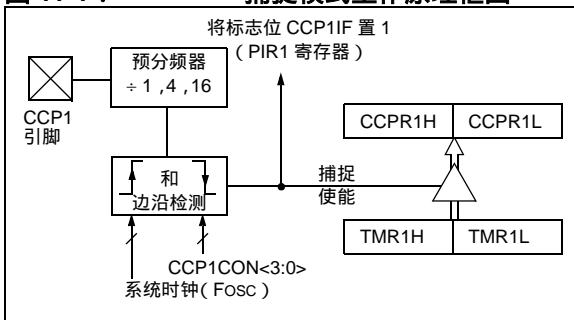 将标志位 CCP1IF 置 1
( PIR1 寄存器 )
预分频器
÷ 1 , 4 , 16
CCP1
引脚
CCPR1H
CCPR1L
和
边沿检测
捕捉
使能
TMR1H
TMR1L
CCP1CON<3:0>
系统时钟 ( FOSC )